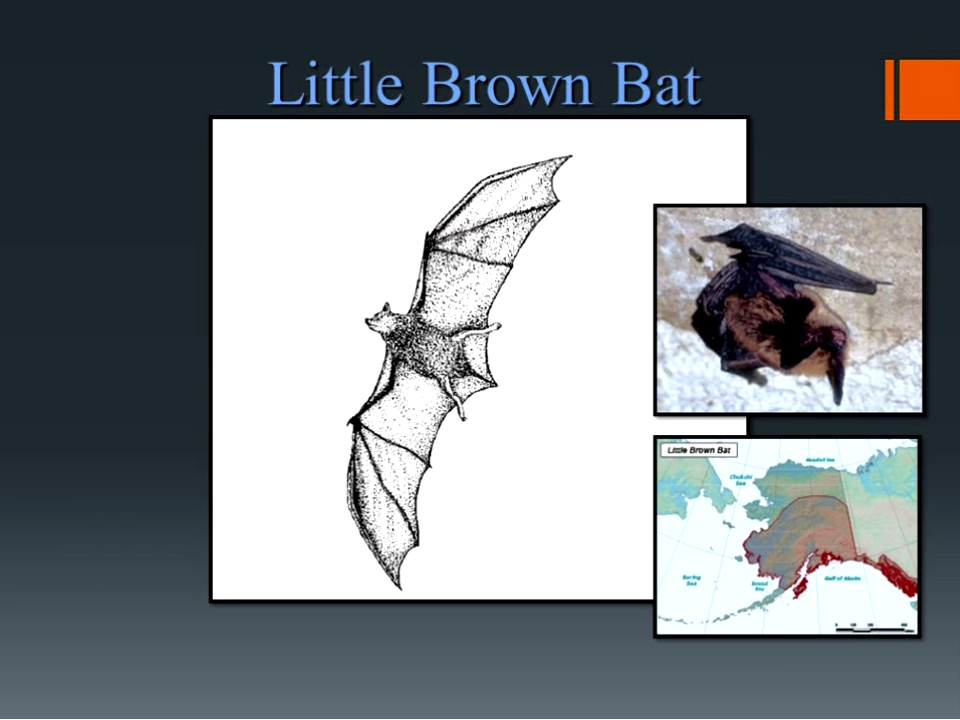 Little Brown Bat
Little Brown Bat
Beaufort Sea
Chukchi
Sea
Bering
Sea
Bristol
Bay
Gulf of Alaska